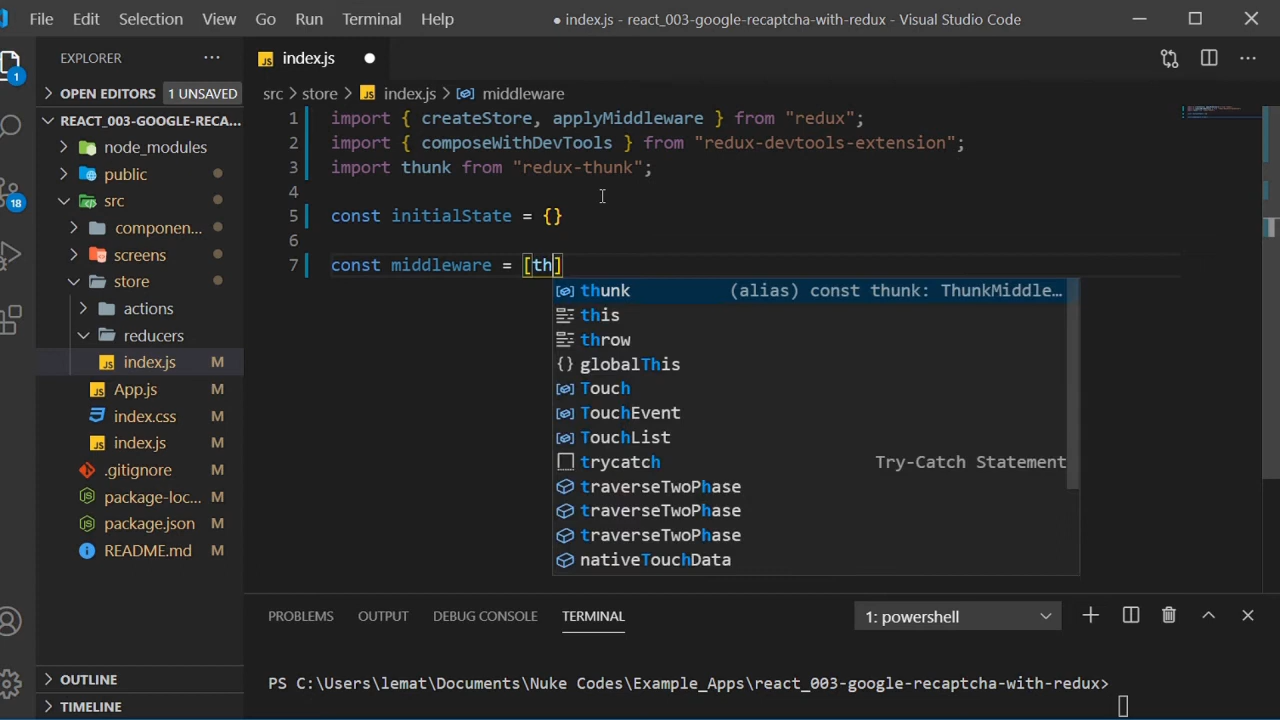 File Edit Selection View Go Run Terminal Help
● index.js - react_003-google-recaptcha-with-redux - Visual Studio Code
EXPLORER ...
index.js ●
1
OPEN EDITORS 1 UNSAVED
src > store > index.js > middleware
REACT_003-GOOGLE-RECA...
node_modules
public
src
18
componen...
screens
store
actions
reducers
index.js M
App.js M
index.css M
index.js M
.gitignore M
package-loc... M
package.json M
README.md M
OUTLINE
TIMELINE
1 import { createStore, applyMiddleware } from "redux";
2 import { composeWithDevTools } from "redux-devtools-extension";
3 import thunk from "redux-thunk";
4
5 const initialState = {}
6
7 const middleware = [th]
thunk (alias) const thunk: ThunkMiddle...
this
throw
globalThis
Touch
TouchEvent
TouchList
trycatch Try-Catch Statement
traverseTwoPhase
traverseTwoPhase
traverseTwoPhase
nativeTouchData
PROBLEMS OUTPUT DEBUG CONSOLE TERMINAL 1: powershell
PS C:\Users\lemat\Documents\Nuke Codes\Example_Apps\react_003-google-recaptcha-with-redux>